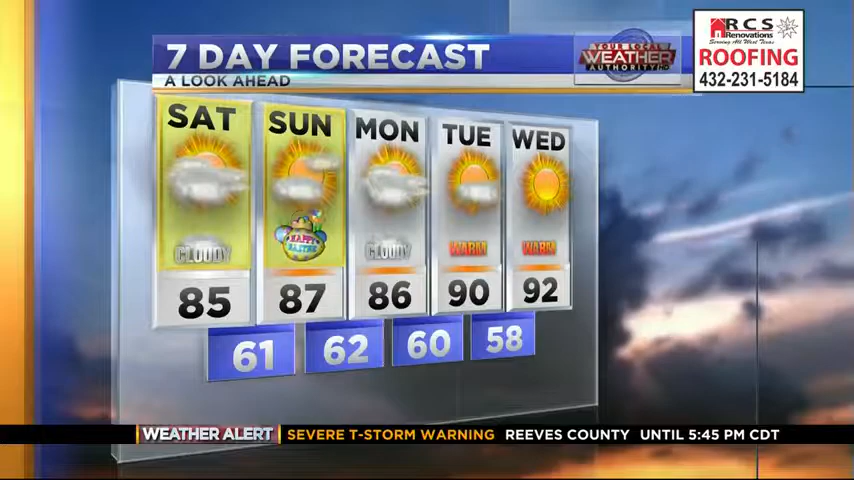 RCS
Renovations
Serving All West Texas
ROOFING
432-231-5184
7 DAY FORECAST
YOUR LOCAL
WEATHER
AUTHORITY HD
A LOOK AHEAD
SAT SUN MON TUE WED
HAPPY
EASTER
CLOUDY CLOUDY WARM WARM
85 87 86 90 92
61 62 60 58
WEATHER ALERT SEVERE T-STORM WARNING REEVES COUNTY UNTIL 5:45 PM CDT